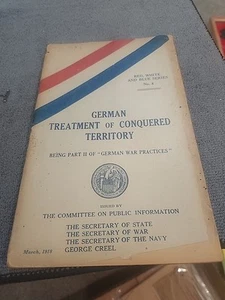 RED, WHITE,
AND BLUE SERIES
GERMAN
TREATMENT OF CONQUERED
TERRITORY
BEING PART II OF "GERMAN WAR PRACTICES"
ISSUED BY
THE COMMITTEE ON PUBLIC INFORMATION
THE SECRETARY OF STATE
THE SECRETARY OF WAR
THE SECRETARY OF THE NAVY
GEORGE CREEL
March, 1918